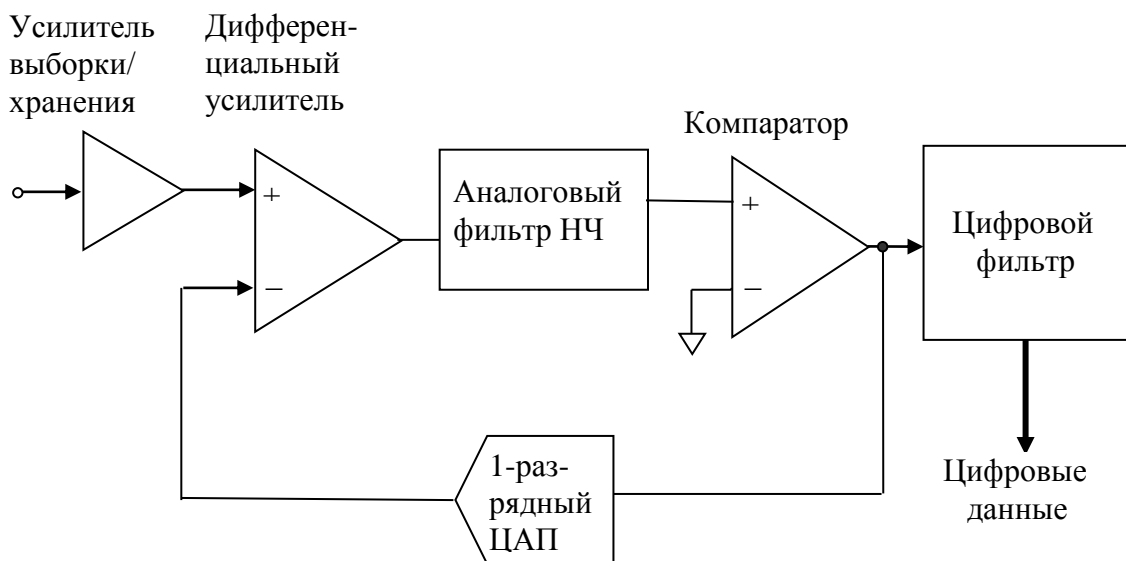 Усилитель
выборки/
хранения
Дифферен-
циальный
усилитель
+
−
Аналоговый
фильтр НЧ
Компаратор
+
−
Цифровой
фильтр
1-раз-
рядный
ЦАП
Цифровые
данные